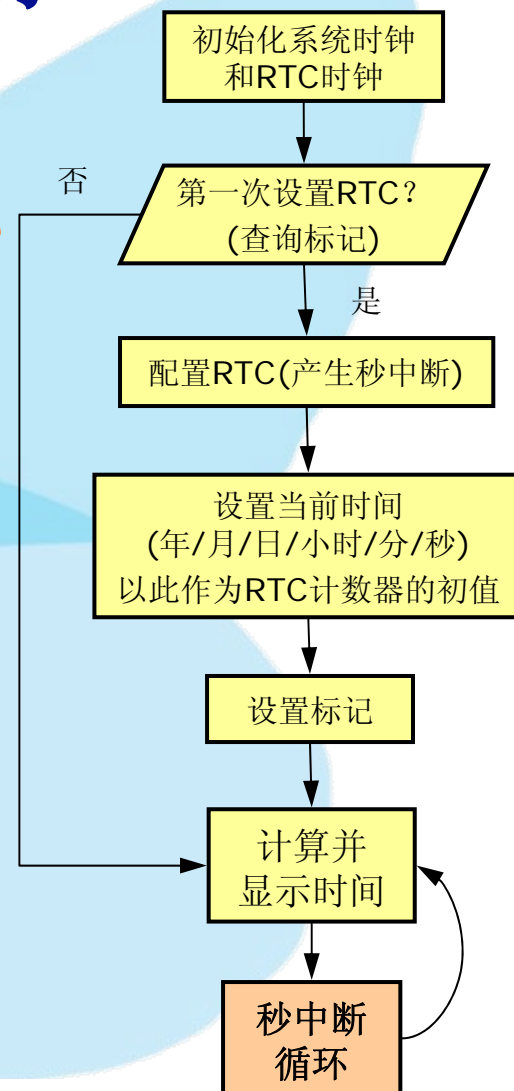 初始化系统时钟
和RTC时钟
否
第一次设置RTC？
(查询标记)
是
配置RTC(产生秒中断)
设置当前时间
(年/月/日/小时/分/秒)
以此作为RTC计数器的初值
设置标记
计算并
显示时间
秒中断
循环